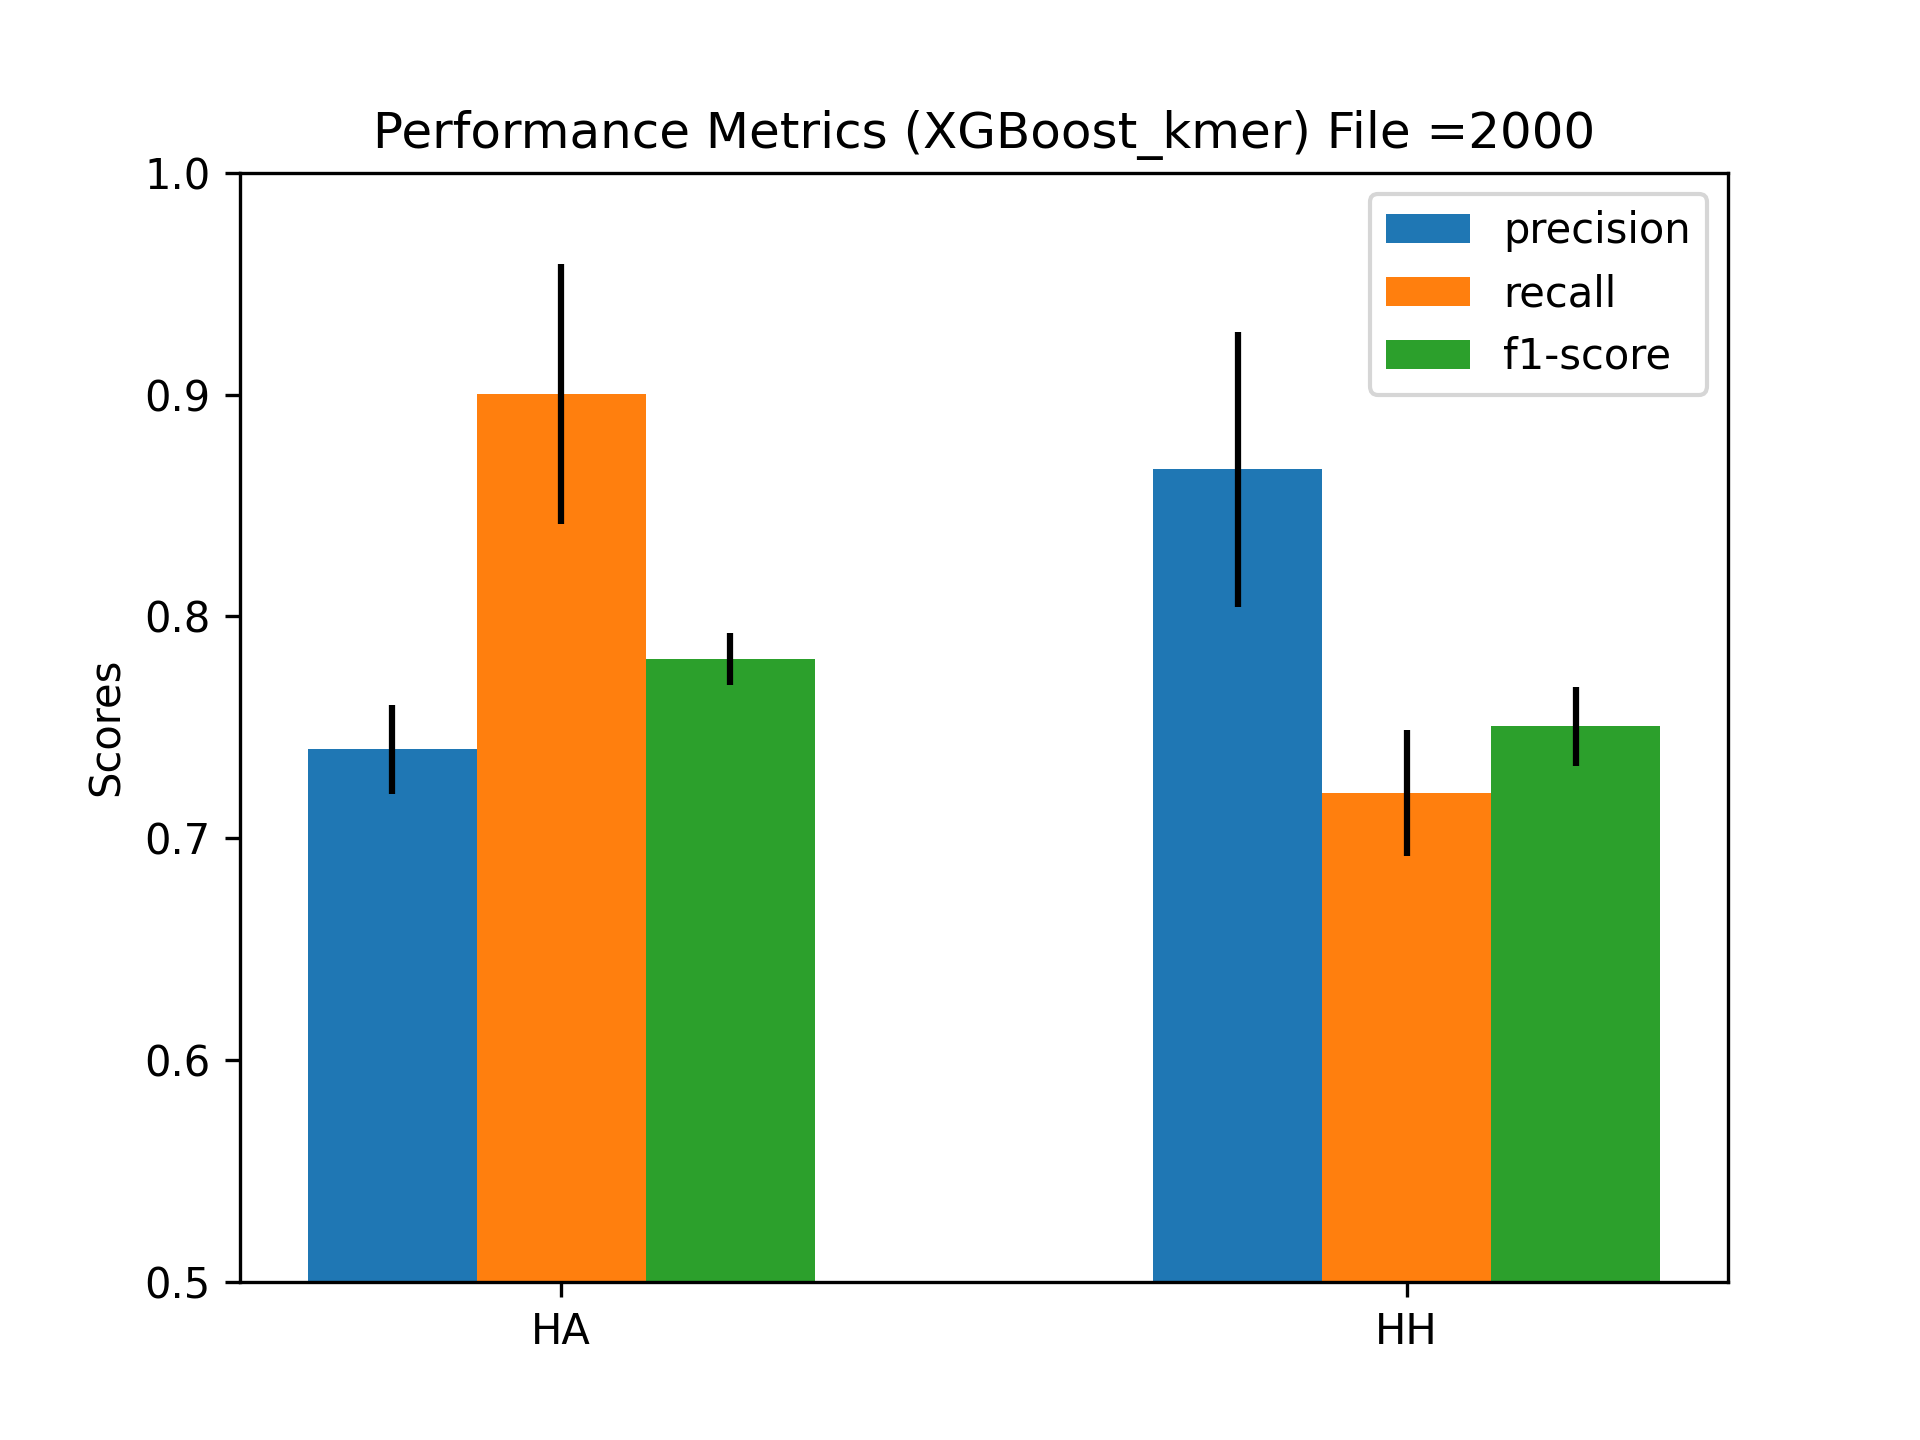 Performance Metrics (XGBoost_kmer) File =2000
1.0
0.9
0.8
0.7
0.6
0.5
Scores
precision
recall
f1-score
HA
HH